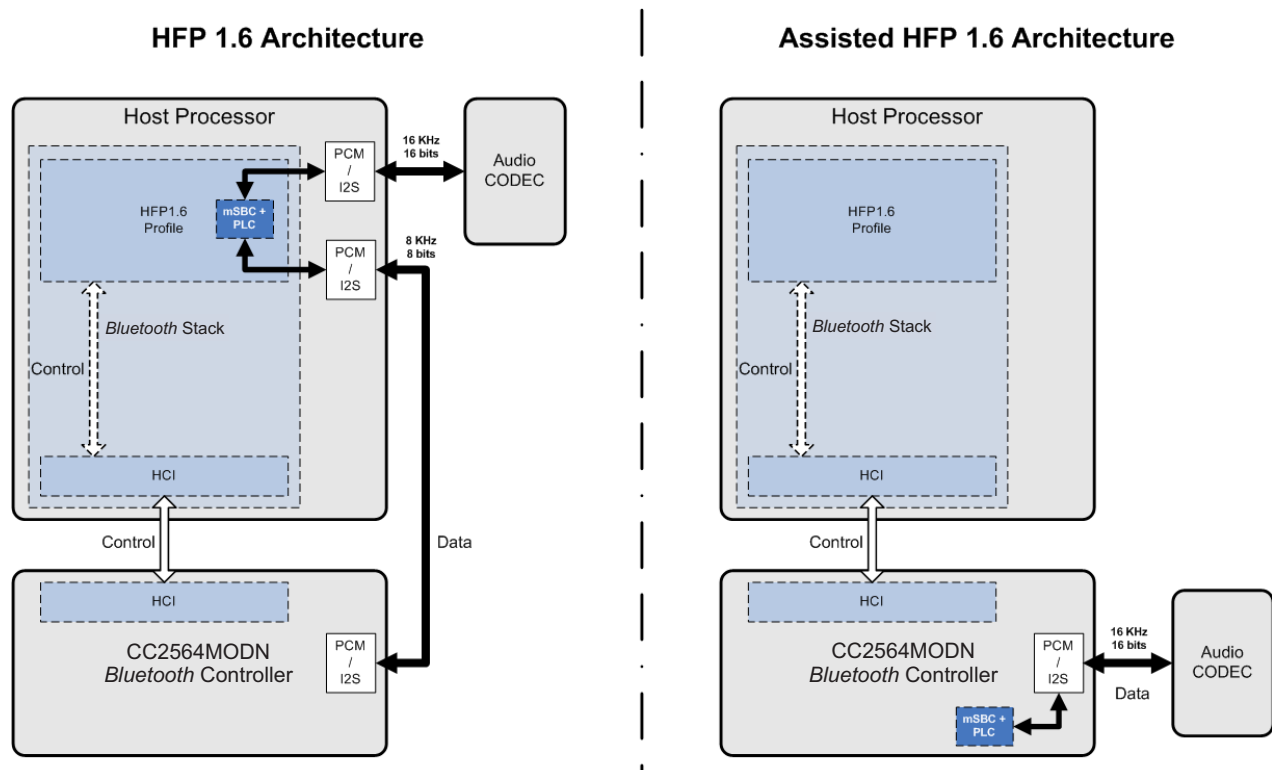 HFP 1.6 Architecture
Host Processor
HFP1.6
Profile
mSBC +
PLC
PCM
/
I2S
16 KHz
16 bits
Audio
CODEC
8 KHz
8 bits
PCM
/
I2S
Bluetooth Stack
Control
HCI
Control
Data
HCI
CC2564MODN
Bluetooth Controller
PCM
/
I2S
Assisted HFP 1.6 Architecture
Host Processor
HFP1.6
Profile
Bluetooth Stack
Control
HCI
Control
HCI
CC2564MODN
Bluetooth Controller
PCM
/
I2S
mSBC +
PLC
16 KHz
16 bits
Data
Audio
CODEC